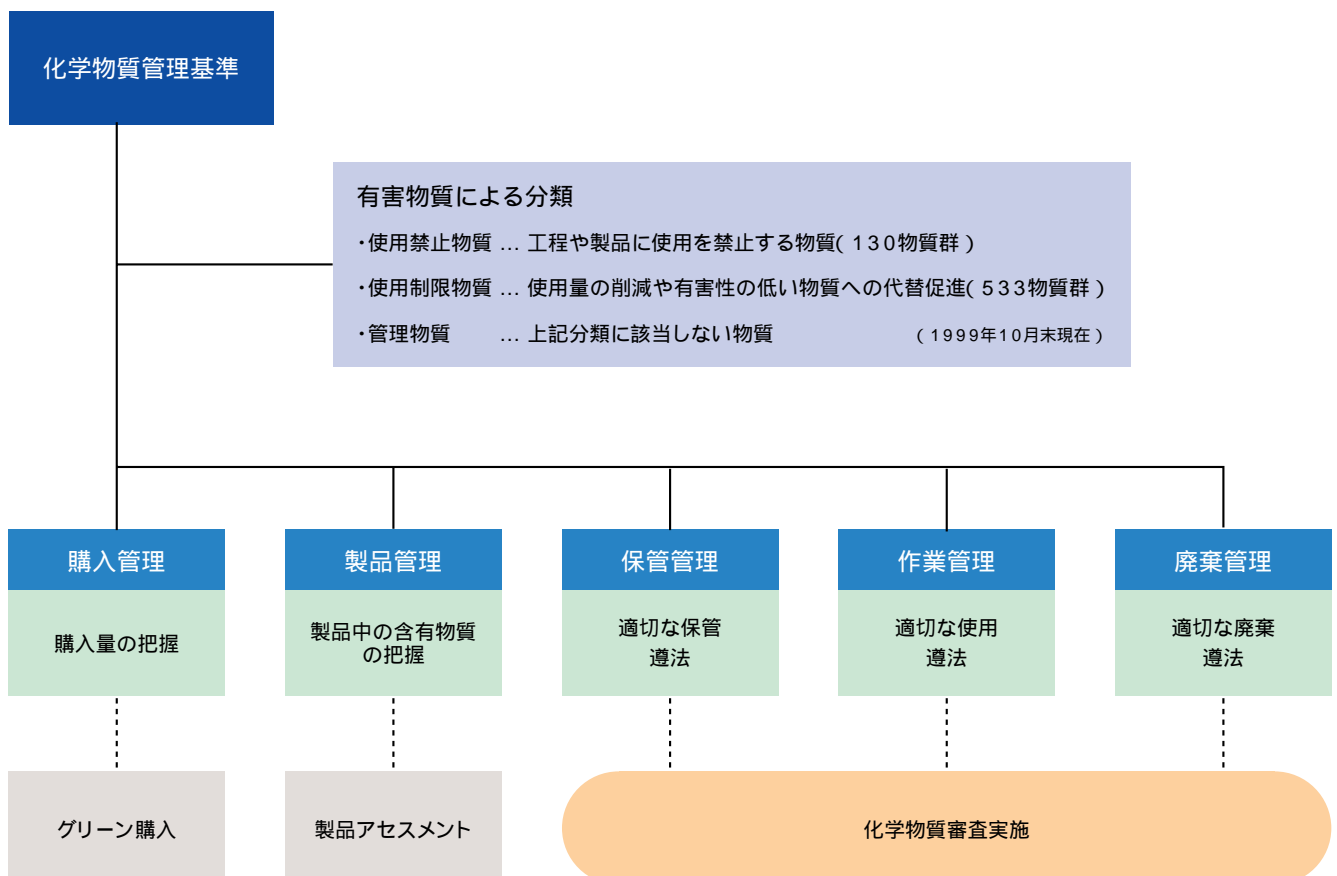 化学物質管理基準
有害物質による分類
・使用禁止物質 … 工程や製品に使用を禁止する物質(130物質群)
・使用制限物質 … 使用量の削減や有害性の低い物質への代替促進(533物質群)
・管理物質 … 上記分類に該当しない物質 (1999年10月末現在)
購入管理
購入量の把握
グリーン購入
製品管理
製品中の含有物質
の把握
製品アセスメント
保管管理
適切な保管
遵法
作業管理
適切な使用
遵法
廃棄管理
適切な廃棄
遵法
化学物質審査実施